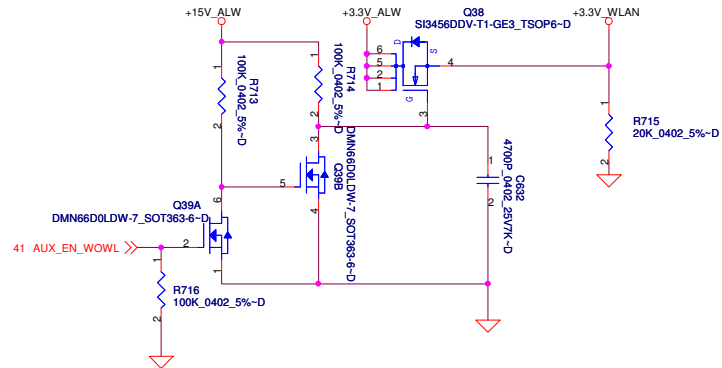 +15V_ALW
+3.3V_ALW
Q38
SI3456DDV-T1-GE3_TSOP6~D
+3.3V_WLAN
R713
100K_0402_5%~D
1
2
R714
100K_0402_5%~D
1
2
D
S
G
6
5
2
1
4
3
R715
20K_0402_5%~D
1
2
C632
4700P_0402_25V7K~D
1
2
Q39B
DMN66D0LDW-7_SOT363-6~D
3
5
4
Q39A
DMN66D0LDW-7_SOT363-6~D
6
2
1
41 AUX_EN_WOWL
R716
100K_0402_5%~D
1
2